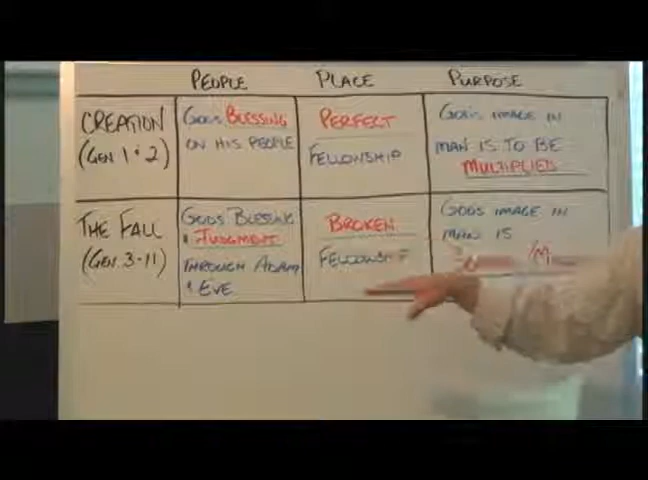 PEOPLE PLACE PURPOSE
CREATION
(GEN 1 & 2)
GODS BLESSING
ON HIS PEOPLE
PERFECT
FELLOWSHIP
GODS IMAGE IN
MAN IS TO BE
MULTIPLIED
THE FALL
(GEN. 3-11)
GODS BLESSING
& JUDGMENT
THROUGH ADAM
& EVE
BROKEN
FELLOWSHIP
GODS IMAGE IN
MAN IS